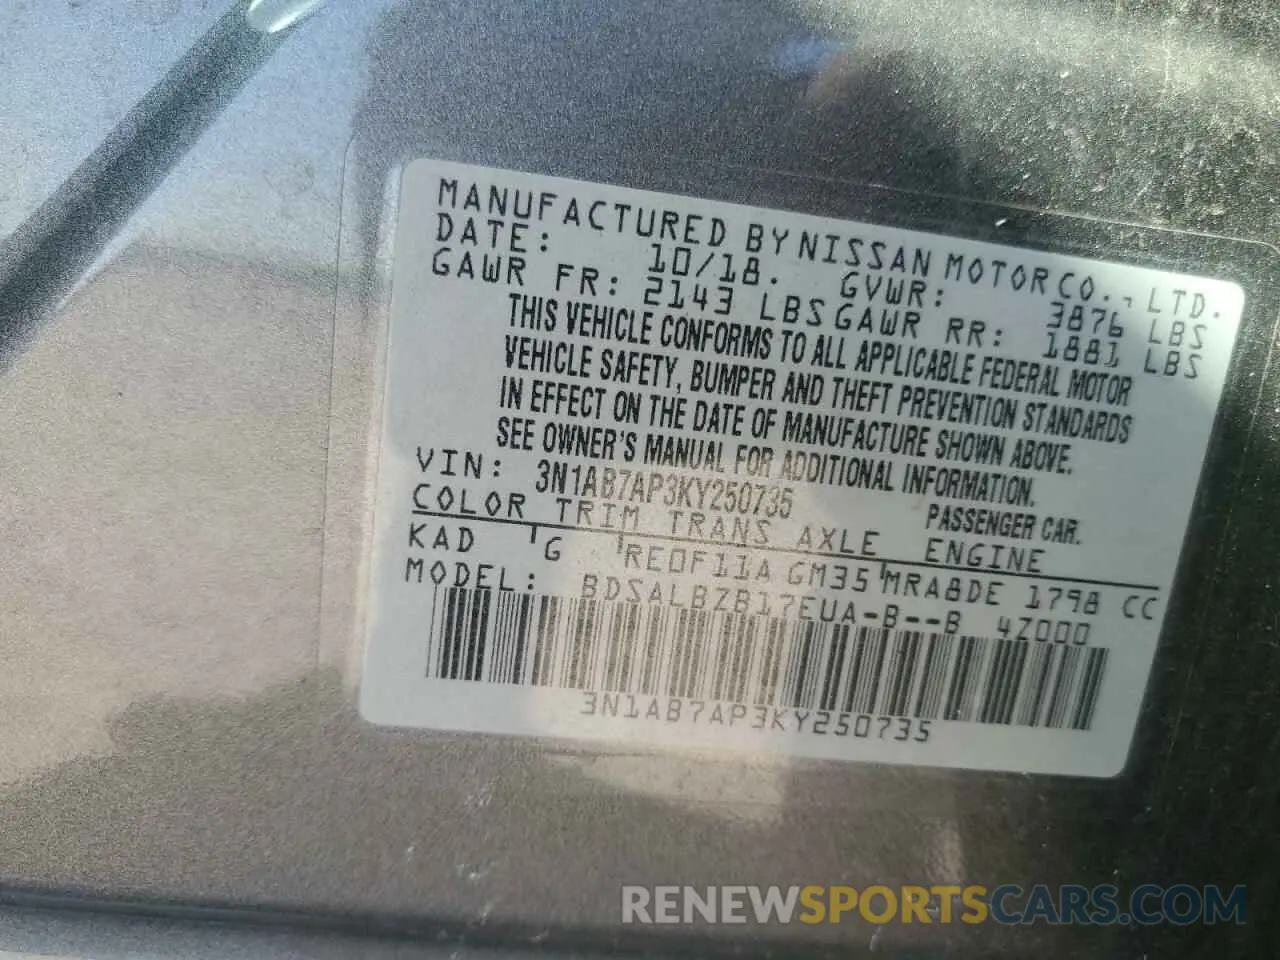 MANUFACTURED BY NISSAN MOTOR CO., LTD.
DATE: 10/18. GVWR: 3876 LBS
GAWR FR: 2143 LBS GAWR RR: 1881 LBS
THIS VEHICLE CONFORMS TO ALL APPLICABLE FEDERAL MOTOR
VEHICLE SAFETY, BUMPER AND THEFT PREVENTION STANDARDS
IN EFFECT ON THE DATE OF MANUFACTURE SHOWN ABOVE.
SEE OWNER'S MANUAL FOR ADDITIONAL INFORMATION.
VIN: 3N1AB7AP3KY250735 PASSENGER CAR.
COLOR TRIM TRANS AXLE ENGINE
KAD G RE0F11A GM35 MRA8DE 1798 CC
MODEL: BDSALBZB17EUA-B--B 4Z000
3N1AB7AP3KY250735
RENEWSPORTSCARS.COM